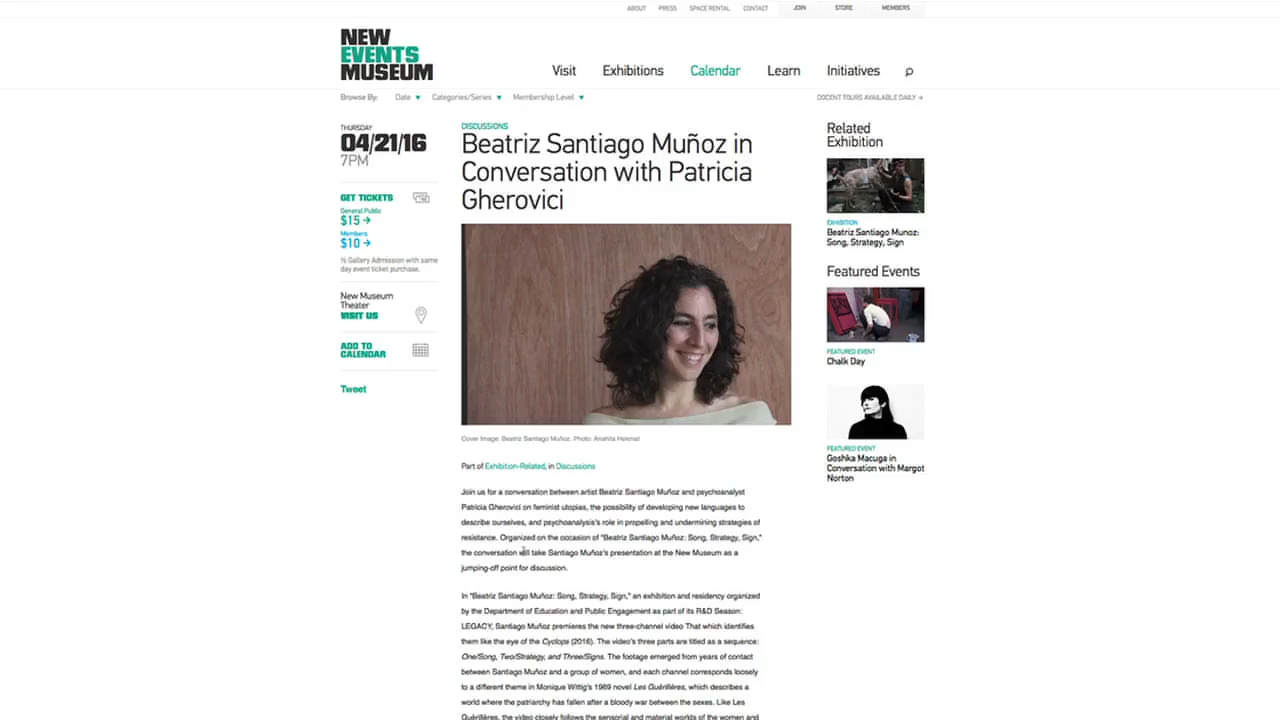 ABOUT PRESS SPACE RENTAL CONTACT JOIN STORE MEMBERS
NEW
EVENTS
MUSEUM
Visit Exhibitions Calendar Learn Initiatives
Browse By: Date Categories/Series Membership Level
DOCENT TOURS AVAILABLE DAILY
THURSDAY
04/21/16
7PM
GET TICKETS
General Public
$15 →
Members
$10 →
½ Gallery Admission with same
day event ticket purchase.
New Museum
Theater
VISIT US
ADD TO
CALENDAR
Tweet
DISCUSSIONS
Beatriz Santiago Muñoz in
Conversation with Patricia
Gherovici
Cover Image: Beatriz Santiago Muñoz. Photo: Anahita Hekmat
Part of Exhibition-Related, in Discussions
Join us for a conversation between artist Beatriz Santiago Muñoz and psychoanalyst
Patricia Gherovici on feminist utopias, the possibility of developing new languages to
describe ourselves, and psychoanalysis's role in propelling and undermining strategies of
resistance. Organized on the occasion of "Beatriz Santiago Muñoz: Song, Strategy, Sign,"
the conversation will take Santiago Muñoz's presentation at the New Museum as a
jumping-off point for discussion.
In "Beatriz Santiago Muñoz: Song, Strategy, Sign," an exhibition and residency organized
by the Department of Education and Public Engagement as part of its R&D Season:
LEGACY, Santiago Muñoz premieres the new three-channel video That which identifies
them like the eye of the Cyclops (2016). The video's three parts are titled as a sequence:
One/Song, Two/Strategy, and Three/Signs. The footage emerged from years of contact
between Santiago Muñoz and a group of women, and each channel corresponds loosely
to a different theme in Monique Wittig's 1969 novel Les Guérillères, which describes a
world where the patriarchy has fallen after a bloody war between the sexes. Like Les
Guérillères, the video closely follows the sensorial and material worlds of the women and
Related
Exhibition
EXHIBITION
Beatriz Santiago Munoz:
Song, Strategy, Sign
Featured Events
FEATURED EVENT
Chalk Day
FEATURED EVENT
Goshka Macuga in
Conversation with Margot
Norton